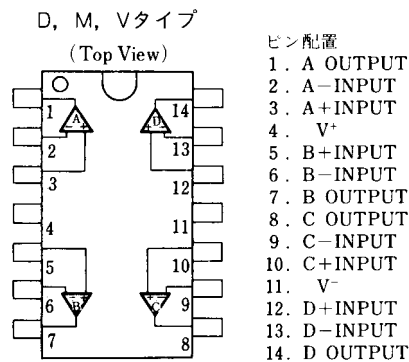 D, M, Vタイプ
(Top View)
1
2
3
4
5
6
7
14
13
12
11
10
9
8
A
D
B
C
ピン配置
1. A OUTPUT
2. A−INPUT
3. A+INPUT
4. V⁺
5. B+INPUT
6. B−INPUT
7. B OUTPUT
8. C OUTPUT
9. C−INPUT
10. C+INPUT
11. V⁻
12. D+INPUT
13. D−INPUT
14. D OUTPUT